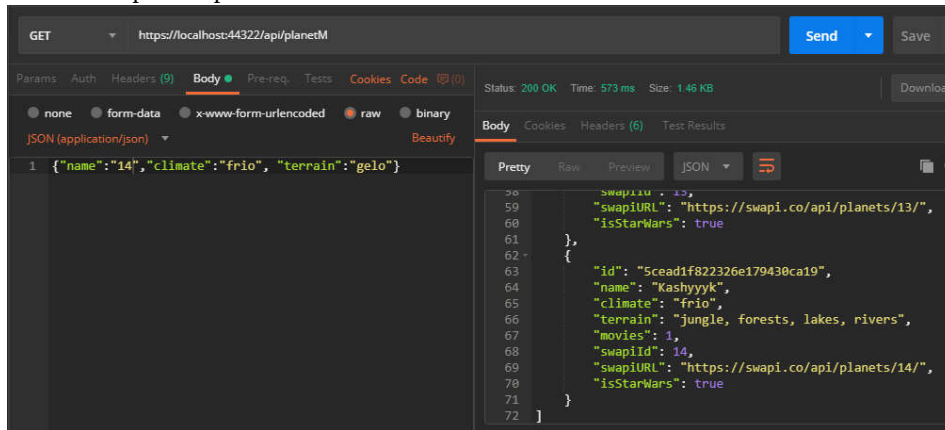 GET https://localhost:44322/api/planetM Send Save
Params Auth Headers (9) Body Pre-req. Tests Cookies Code (0)
none form-data x-www-form-urlencoded raw binary
JSON (application/json) Beautify
1 {"name":"14","climate":"frio", "terrain":"gelo"}
Status: 200 OK Time: 573 ms Size: 1.46 KB Downloa
Body Cookies Headers (6) Test Results
Pretty Raw Preview JSON
58 "swapiId": 13,
59 "swapiURL": "https://swapi.co/api/planets/13/",
60 "isStarWars": true
61 },
62 {
63 "id": "5cead1f822326e179430ca19",
64 "name": "Kashyyyk",
65 "climate": "frio",
66 "terrain": "jungle, forests, lakes, rivers",
67 "movies": 1,
68 "swapiId": 14,
69 "swapiURL": "https://swapi.co/api/planets/14/",
70 "isStarWars": true
71 }
72 ]